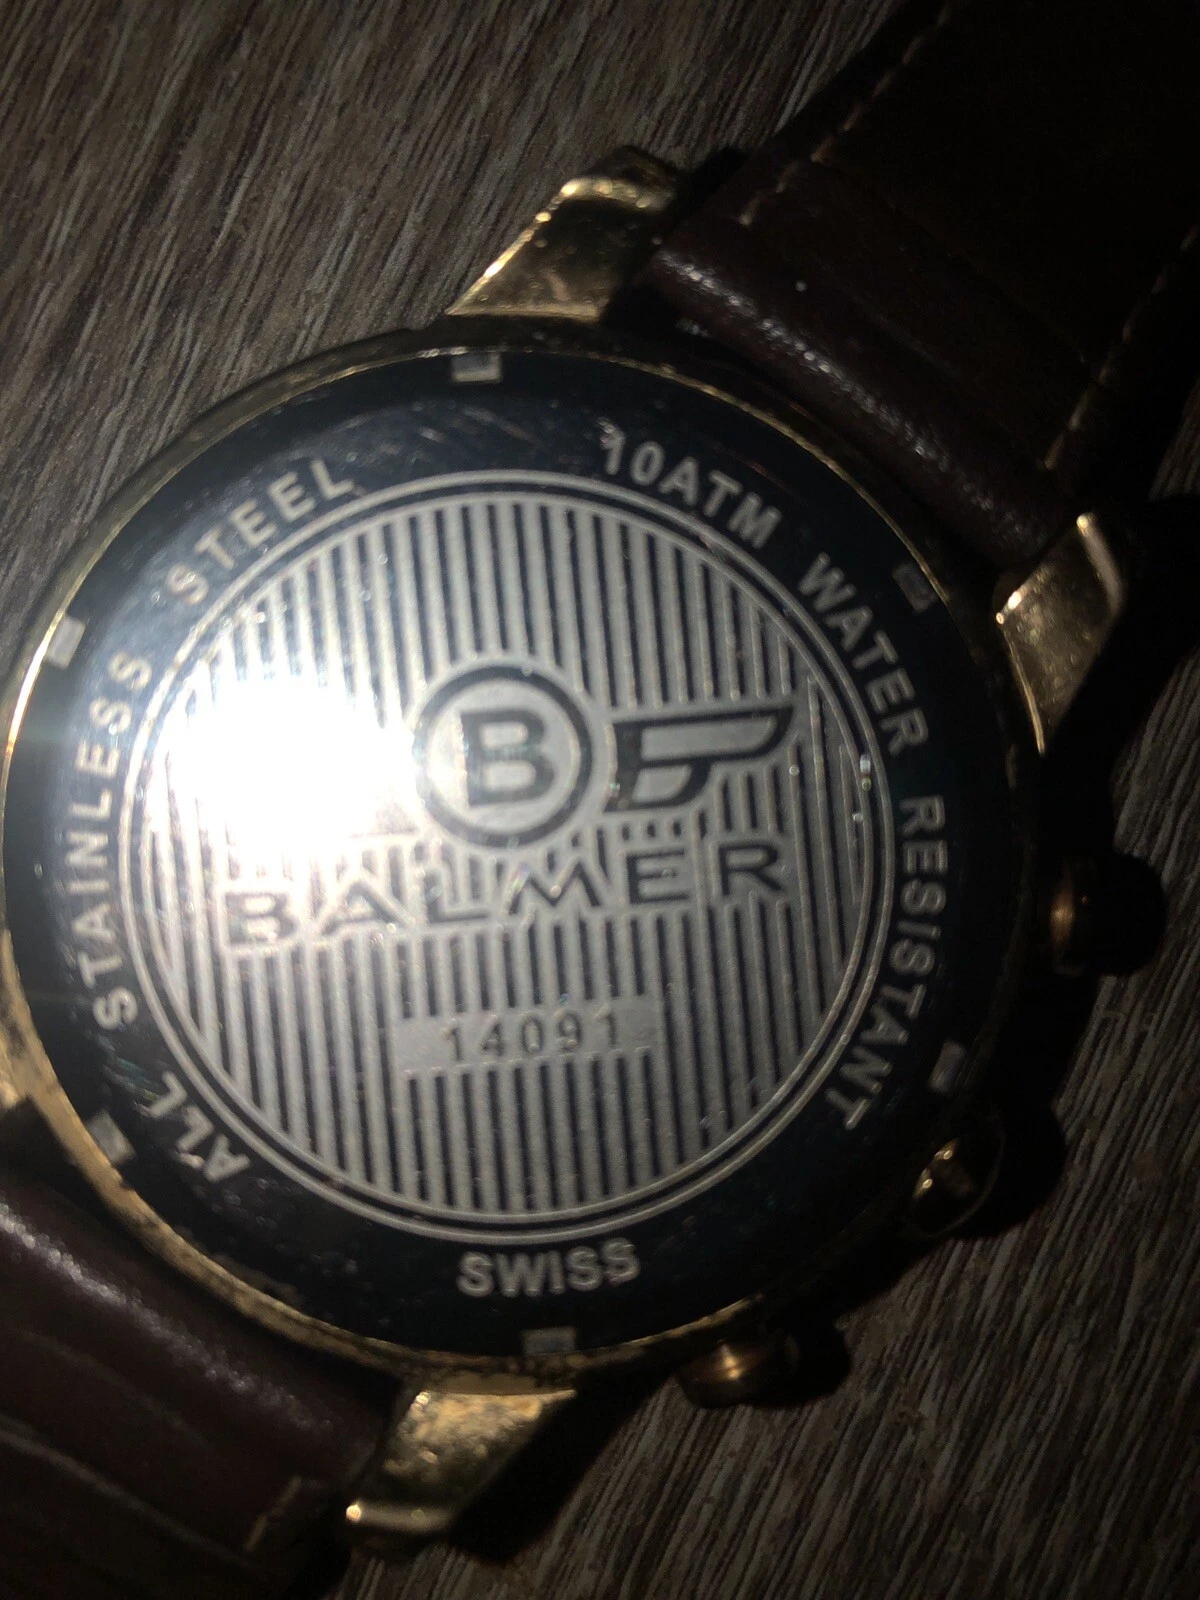 ALL STAINLESS STEEL
10ATM WATER RESISTANT
B
BALMER
14091
SWISS